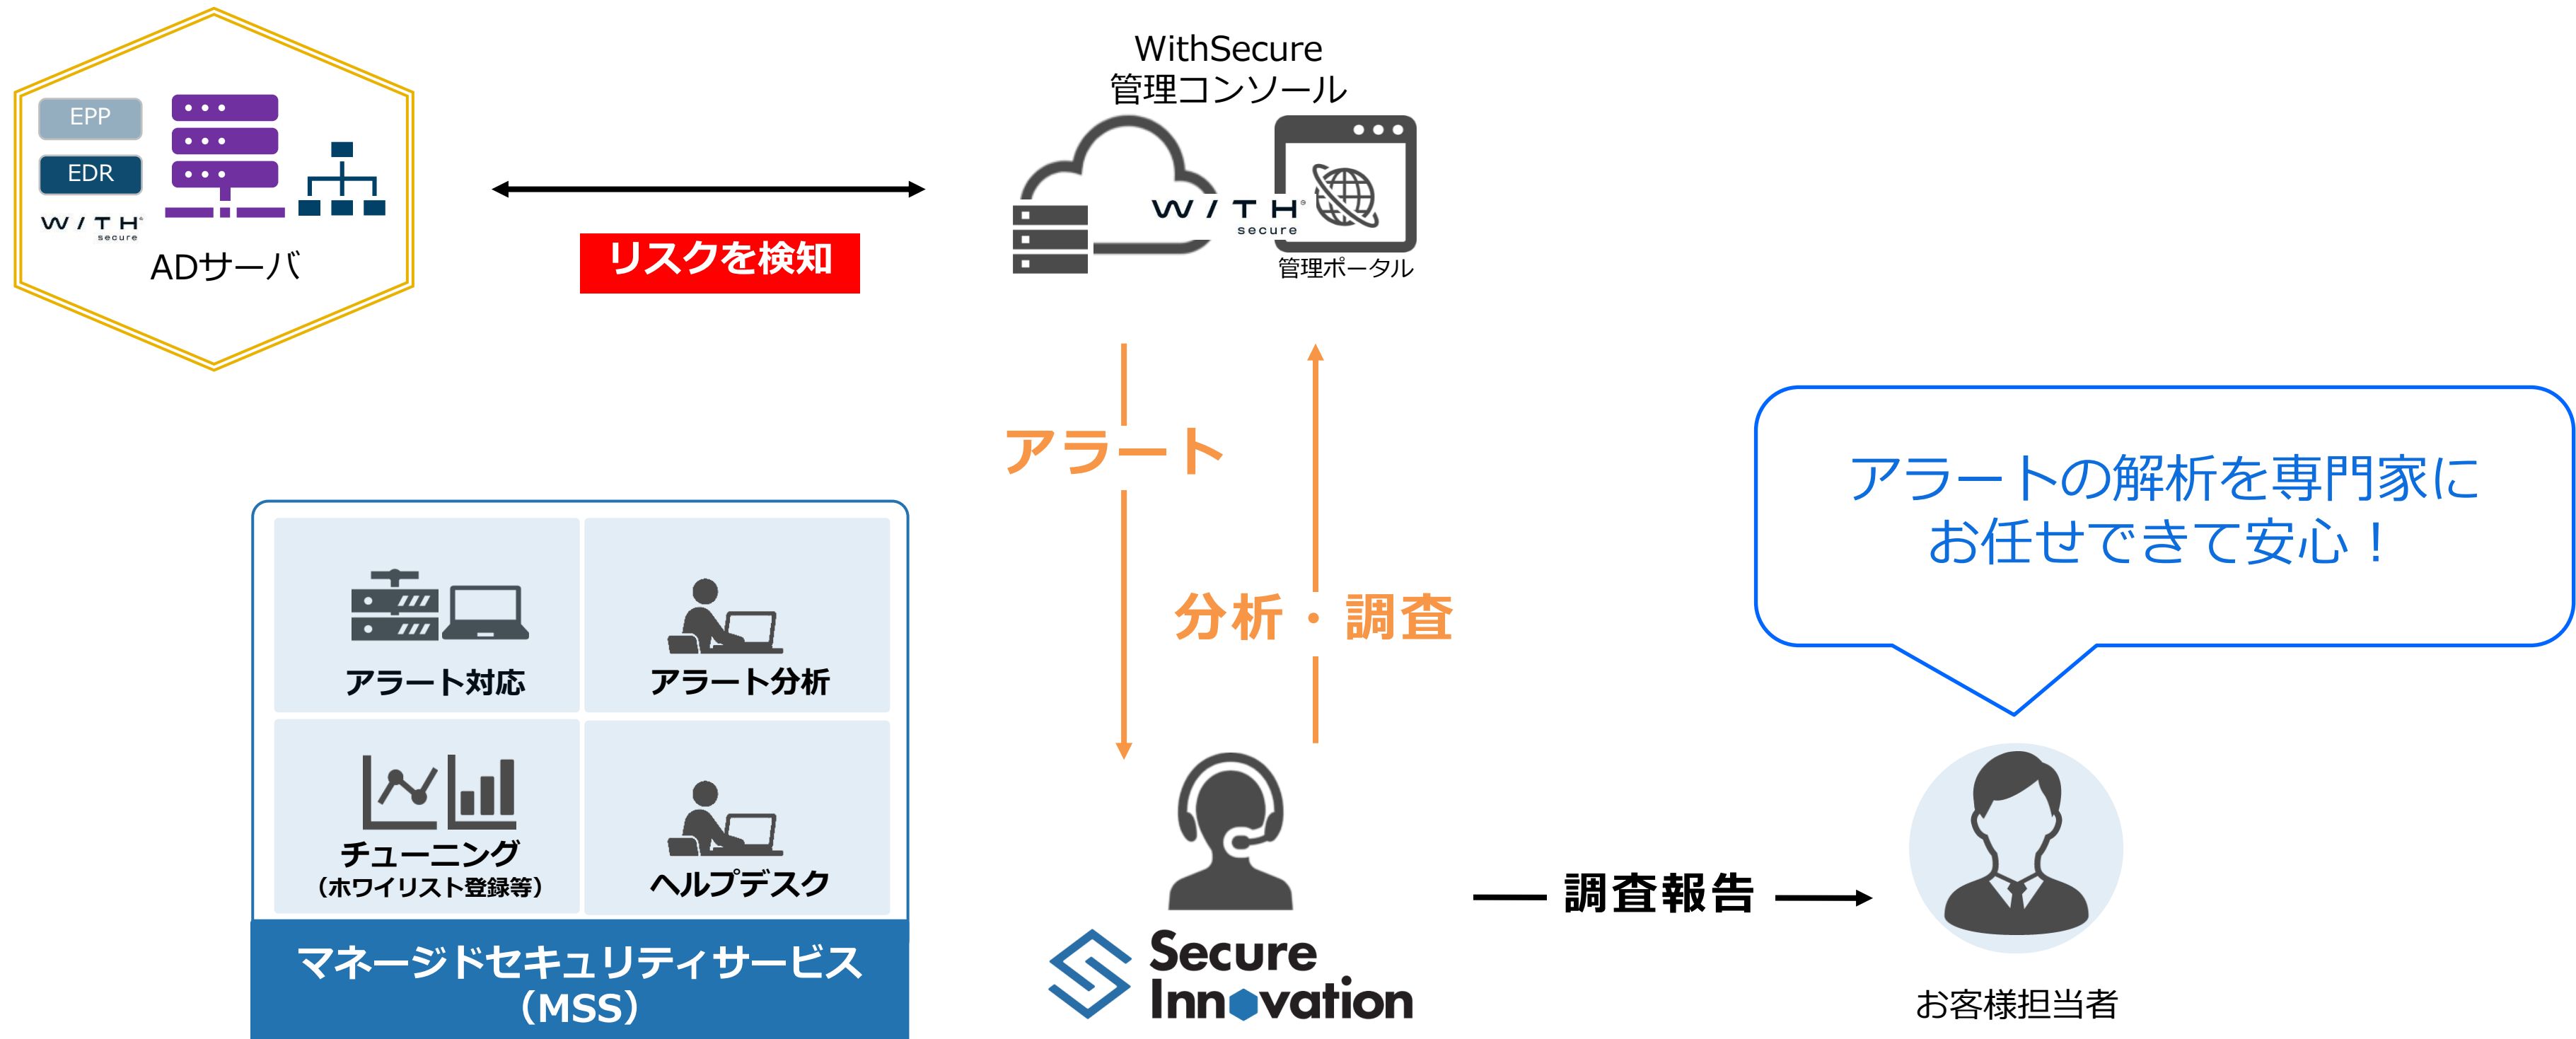 EPP
EDR
W/TH
secure
ADサーバ
リスクを検知
WithSecure
管理コンソール
W/TH
secure
管理ポータル
アラート
分析・調査
アラートの解析を専門家に
お任せできて安心！
アラート対応
アラート分析
チューニング
（ホワイリスト登録等）
ヘルプデスク
マネージドセキュリティサービス
（MSS）
Secure
Innovation
調査報告
お客様担当者